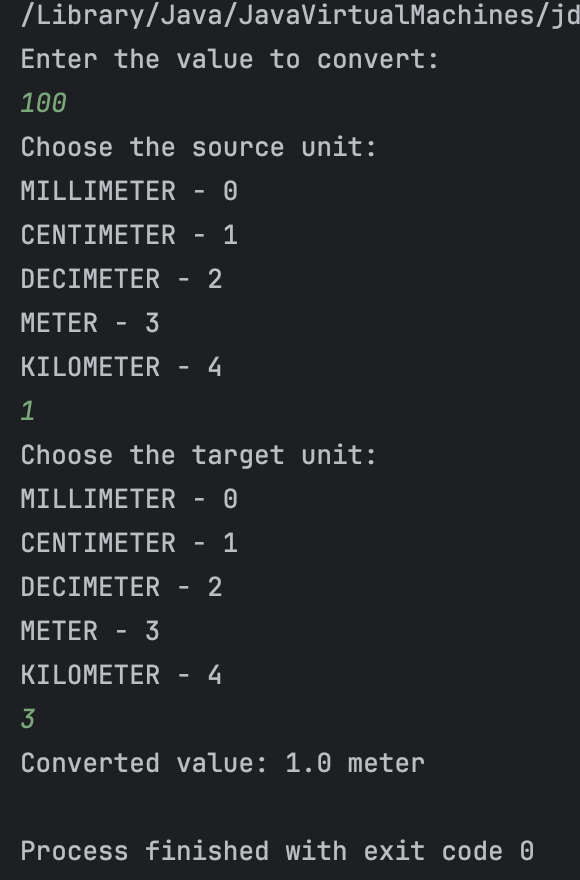 /Library/Java/JavaVirtualMachines/jd
Enter the value to convert:
100
Choose the source unit:
MILLIMETER - 0
CENTIMETER - 1
DECIMETER - 2
METER - 3
KILOMETER - 4
1
Choose the target unit:
MILLIMETER - 0
CENTIMETER - 1
DECIMETER - 2
METER - 3
KILOMETER - 4
3
Converted value: 1.0 meter
Process finished with exit code 0